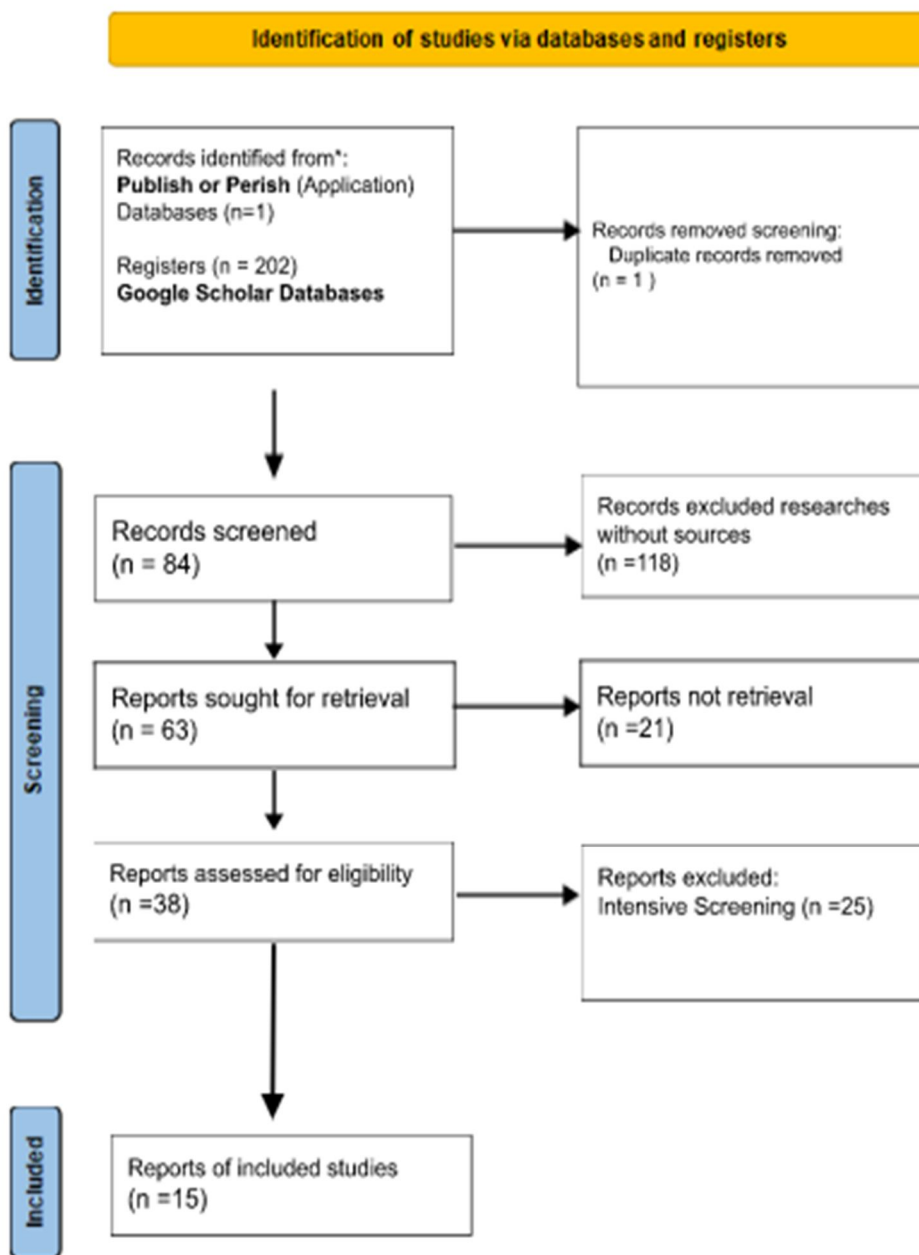 Identification of studies via databases and registers
Identification
Records identified from*:
Publish or Perish (Application)
Databases (n=1)
Registers (n = 202)
Google Scholar Databases
Records removed screening:
Duplicate records removed
(n = 1 )
Screening
Records screened
(n = 84)
Records excluded researches
without sources
(n =118)
Reports sought for retrieval
(n = 63)
Reports not retrieval
(n =21)
Reports assessed for eligibility
(n =38)
Reports excluded:
Intensive Screening (n =25)
Included
Reports of included studies
(n =15)